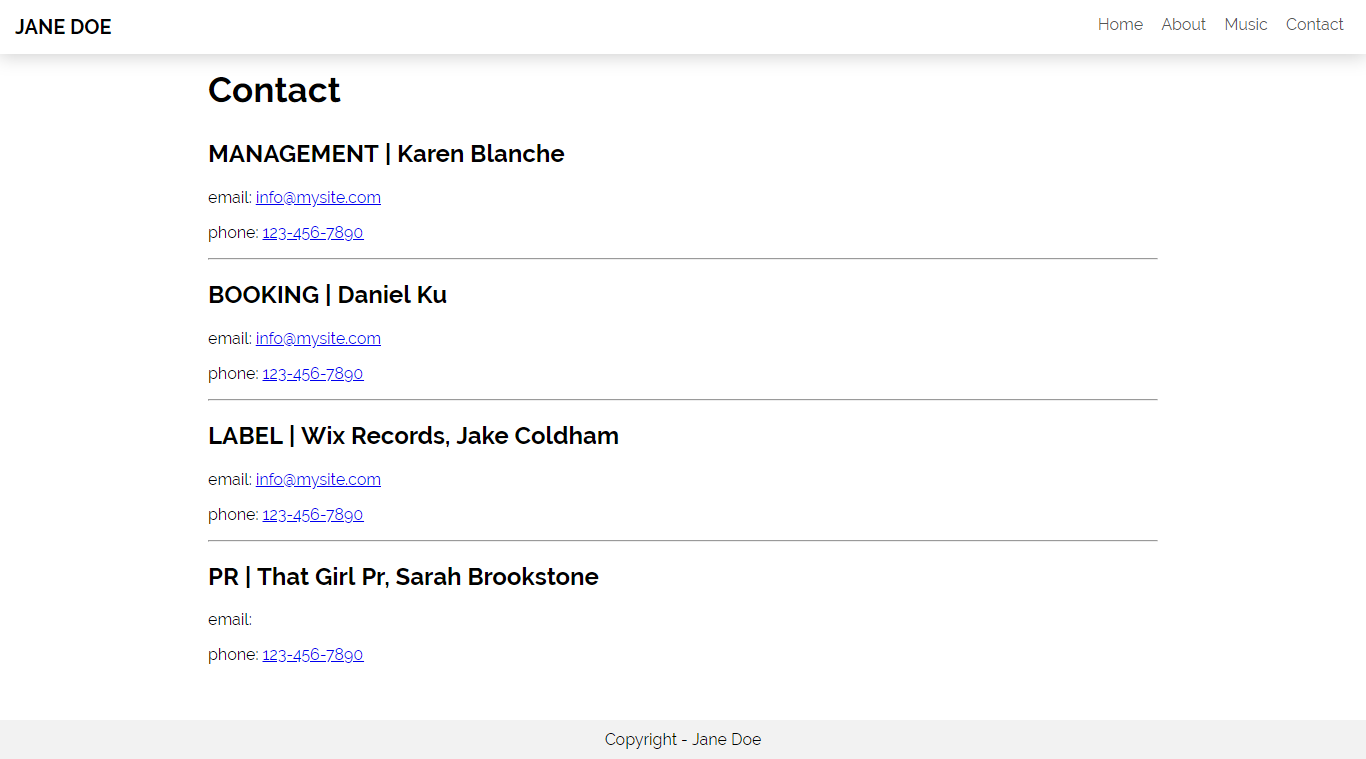 JANE DOE
Home About Music Contact
Contact
MANAGEMENT | Karen Blanche
email: info@mysite.com
phone: 123-456-7890
BOOKING | Daniel Ku
email: info@mysite.com
phone: 123-456-7890
LABEL | Wix Records, Jake Coldham
email: info@mysite.com
phone: 123-456-7890
PR | That Girl Pr, Sarah Brookstone
email:
phone: 123-456-7890
Copyright - Jane Doe